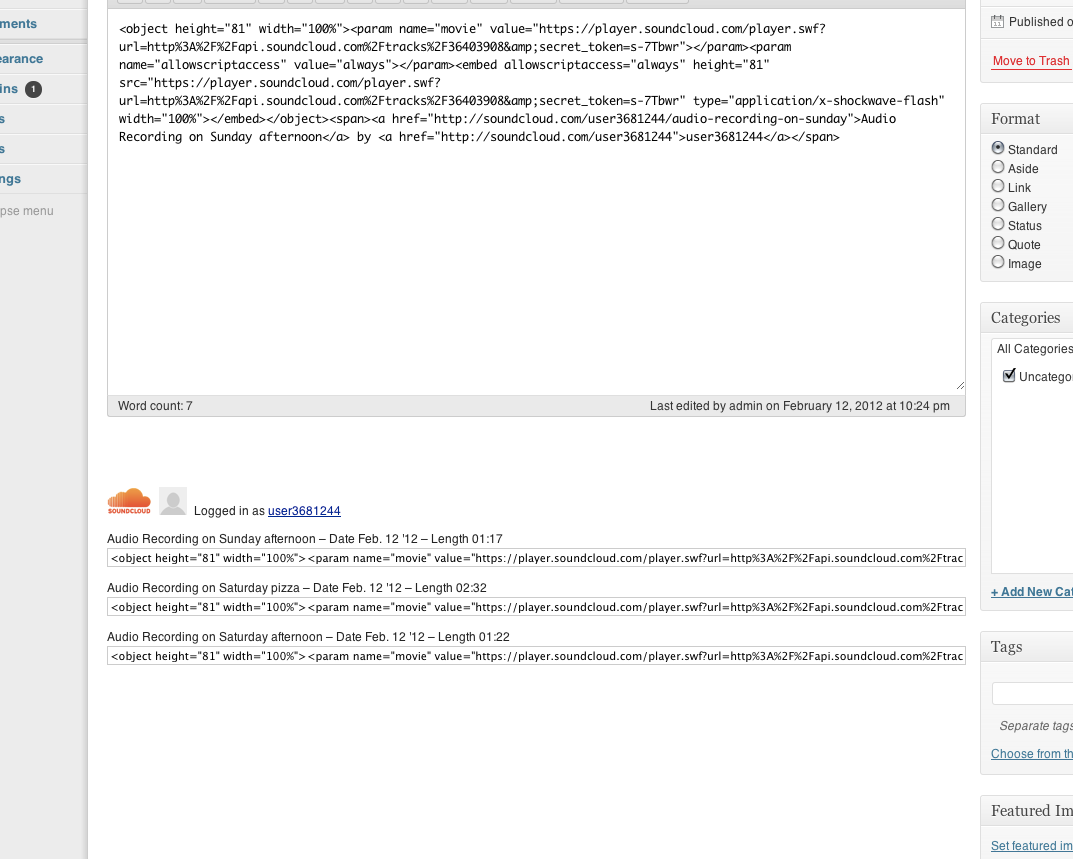 ments
earance
ins 1
s
s
ngs
pse menu
<object height="81" width="100%"><param name="movie" value="https://player.soundcloud.com/player.swf?
url=http%3A%2F%2Fapi.soundcloud.com%2Ftracks%2F36403908&amp;secret_token=s-7Tbwr"></param><param
name="allowscriptaccess" value="always"></param><embed allowscriptaccess="always" height="81"
src="https://player.soundcloud.com/player.swf?
url=http%3A%2F%2Fapi.soundcloud.com%2Ftracks%2F36403908&amp;secret_token=s-7Tbwr" type="application/x-shockwave-flash"
width="100%"></embed></object><span><a href="http://soundcloud.com/user3681244/audio-recording-on-sunday">Audio
Recording on Sunday afternoon</a> by <a href="http://soundcloud.com/user3681244">user3681244</a></span>
Word count: 7 Last edited by admin on February 12, 2012 at 10:24 pm
SOUNDCLOUD Logged in as user3681244
Audio Recording on Sunday afternoon – Date Feb. 12 '12 – Length 01:17
<object height="81" width="100%"><param name="movie" value="https://player.soundcloud.com/player.swf?url=http%3A%2F%2Fapi.soundcloud.com%2Ftrac
Audio Recording on Saturday pizza – Date Feb. 12 '12 – Length 02:32
<object height="81" width="100%"><param name="movie" value="https://player.soundcloud.com/player.swf?url=http%3A%2F%2Fapi.soundcloud.com%2Ftrac
Audio Recording on Saturday afternoon – Date Feb. 12 '12 – Length 01:22
<object height="81" width="100%"><param name="movie" value="https://player.soundcloud.com/player.swf?url=http%3A%2F%2Fapi.soundcloud.com%2Ftrac
Published o
Move to Trash
Format
Standard
Aside
Link
Gallery
Status
Quote
Image
Categories
All Categories
Uncatego
+ Add New Cat
Tags
Separate tags
Choose from th
Featured Im
Set featured im